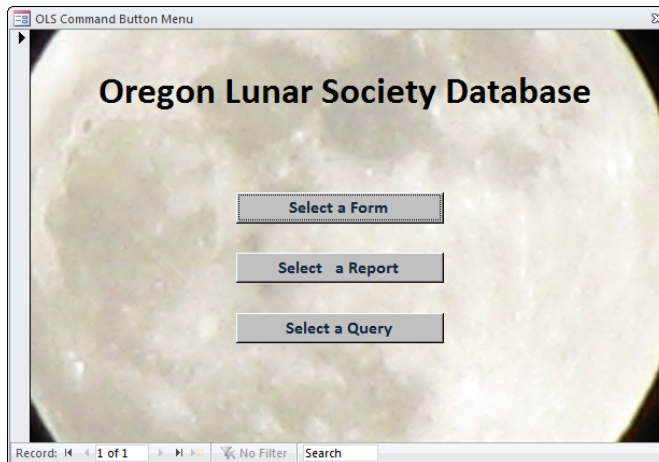 OLS Command Button Menu
Oregon Lunar Society Database
Select a Form
Select a Report
Select a Query
Record: 1 of 1 No Filter Search